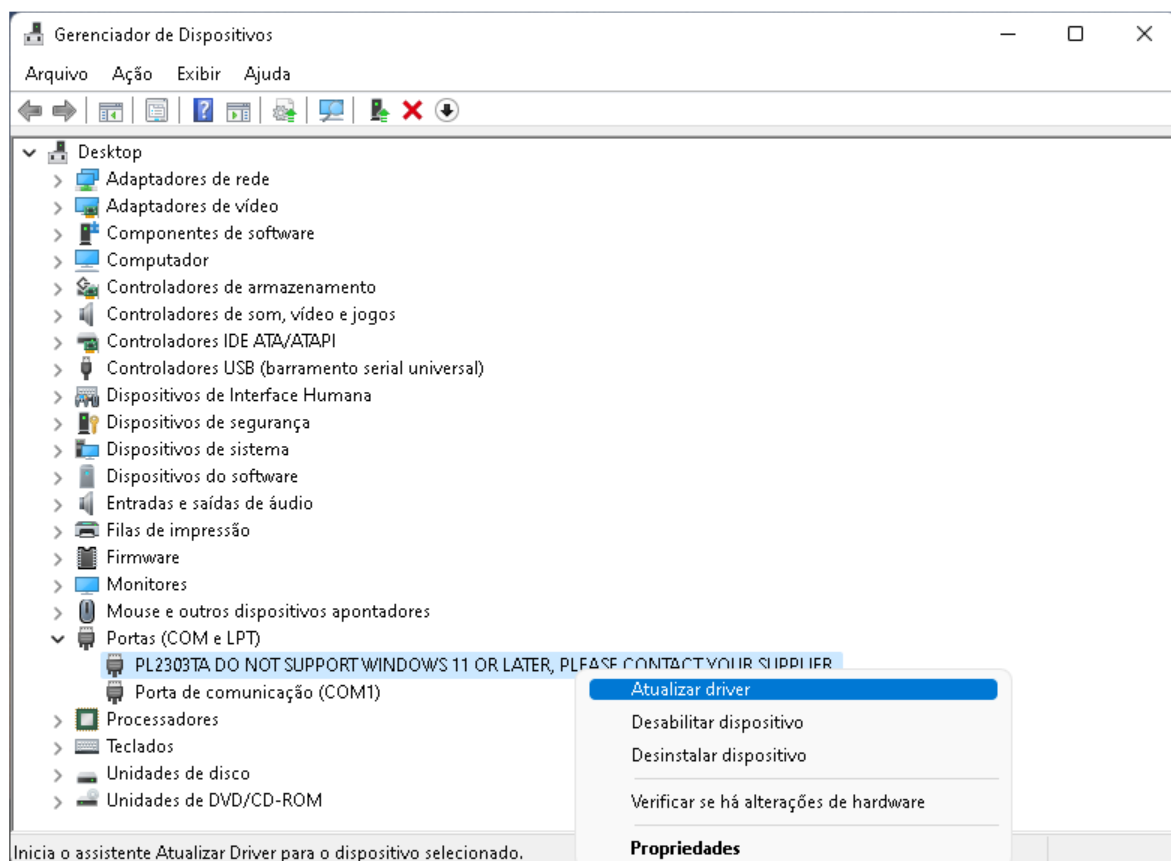 Gerenciador de Dispositivos
Arquivo Ação Exibir Ajuda
Desktop
Adaptadores de rede
Adaptadores de vídeo
Componentes de software
Computador
Controladores de armazenamento
Controladores de som, vídeo e jogos
Controladores IDE ATA/ATAPI
Controladores USB (barramento serial universal)
Dispositivos de Interface Humana
Dispositivos de segurança
Dispositivos de sistema
Dispositivos do software
Entradas e saídas de áudio
Filas de impressão
Firmware
Monitores
Mouse e outros dispositivos apontadores
Portas (COM e LPT)
PL2303TA DO NOT SUPPORT WINDOWS 11 OR LATER, PLEASE CONTACT YOUR SUPPLIER
Porta de comunicação (COM1)
Processadores
Teclados
Unidades de disco
Unidades de DVD/CD-ROM
Atualizar driver
Desabilitar dispositivo
Desinstalar dispositivo
Verificar se há alterações de hardware
Propriedades
Inicia o assistente Atualizar Driver para o dispositivo selecionado.